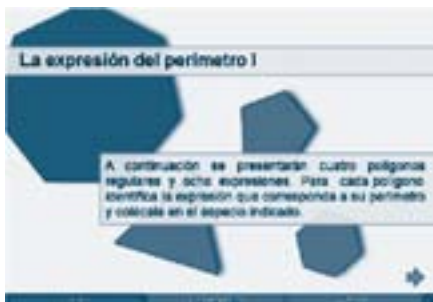 La expresión del perímetro I
A continuación se presentarán cuatro polígonos
regulares y ocho expresiones. Para cada polígono
identifica la expresión que corresponda a su perímetro
y colócala en el espacio indicado.